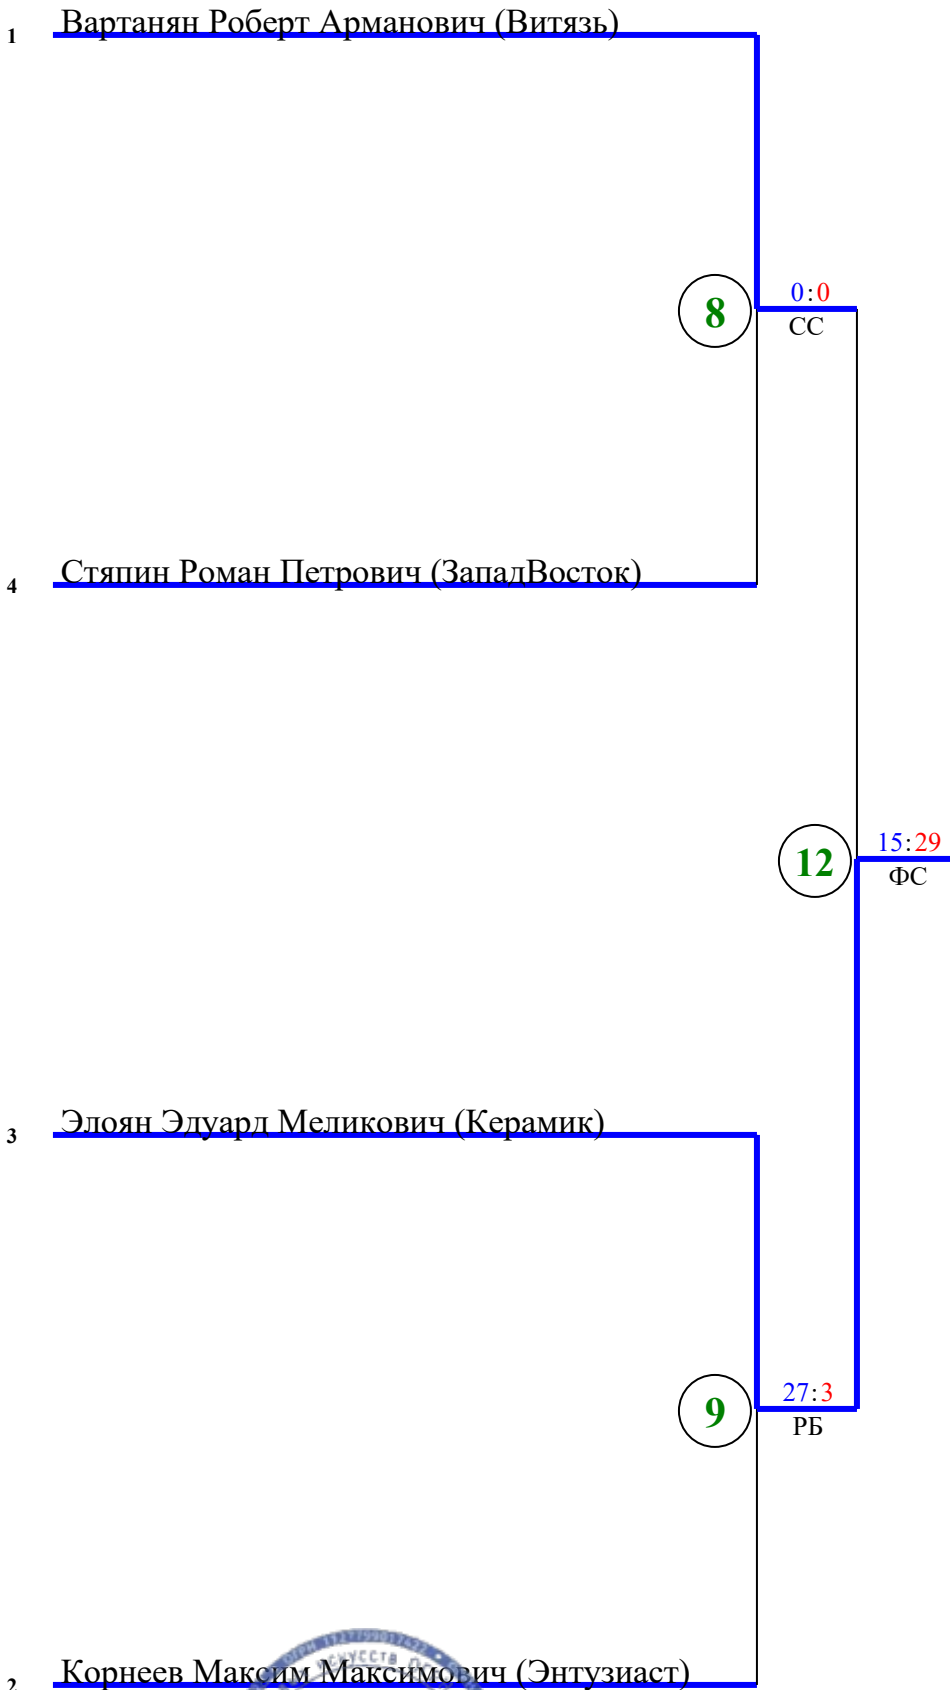 1 Вартанян Роберт Арманович (Витязь)
8
0:0
СС
4 Стяпин Роман Петрович (ЗападВосток)
12
15:29
ФС
3 Элоян Эдуард Меликович (Керамик)
9
27:3
РБ
2 Корнеев Максим Максимович (Энтузиаст)